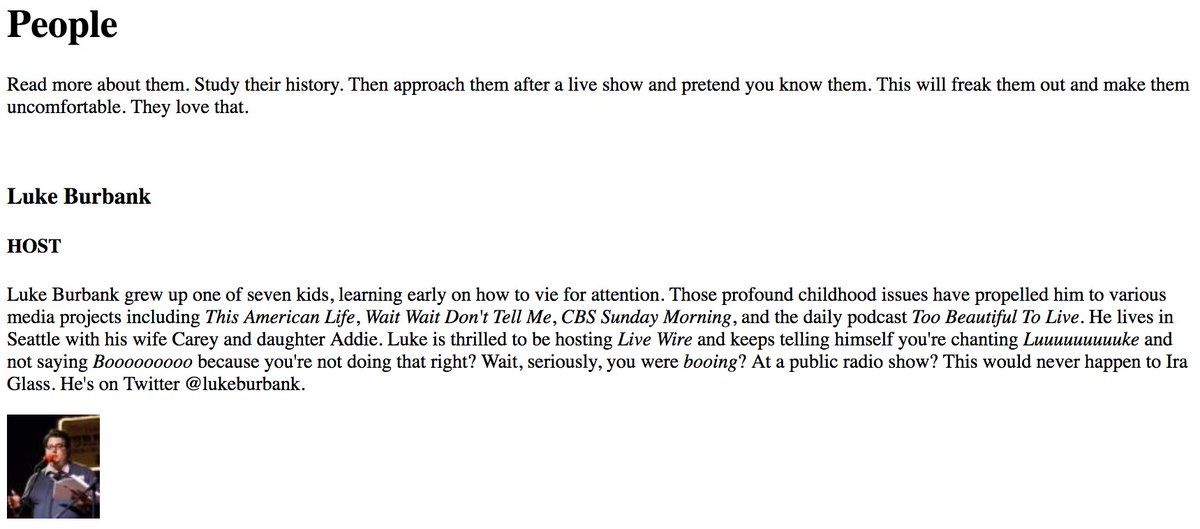 People
Read more about them. Study their history. Then approach them after a live show and pretend you know them. This will freak them out and make them
uncomfortable. They love that.
Luke Burbank
HOST
Luke Burbank grew up one of seven kids, learning early on how to vie for attention. Those profound childhood issues have propelled him to various
media projects including This American Life, Wait Wait Don't Tell Me, CBS Sunday Morning, and the daily podcast Too Beautiful To Live. He lives in
Seattle with his wife Carey and daughter Addie. Luke is thrilled to be hosting Live Wire and keeps telling himself you're chanting Luuuuuuuuuke and
not saying Booooooooo because you're not doing that right? Wait, seriously, you were booing? At a public radio show? This would never happen to Ira
Glass. He's on Twitter @lukeburbank.